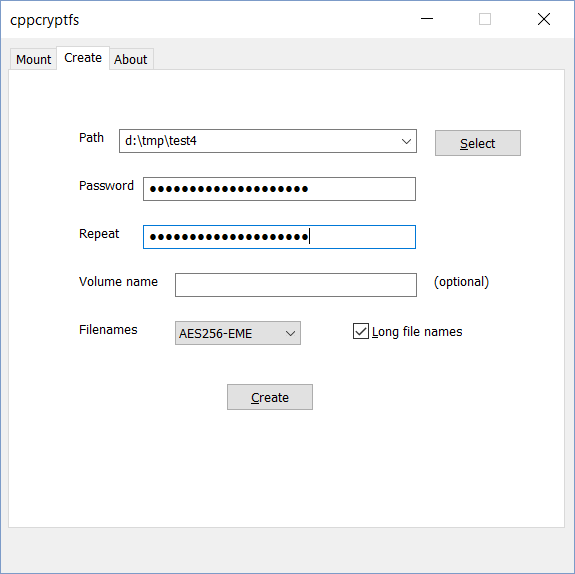 cppcryptfs
Mount Create About
Path d:\tmp\test4 Select
Password ●●●●●●●●●●●●●●●●●●●●
Repeat ●●●●●●●●●●●●●●●●●●●●
Volume name (optional)
Filenames AES256-EME Long file names
Create